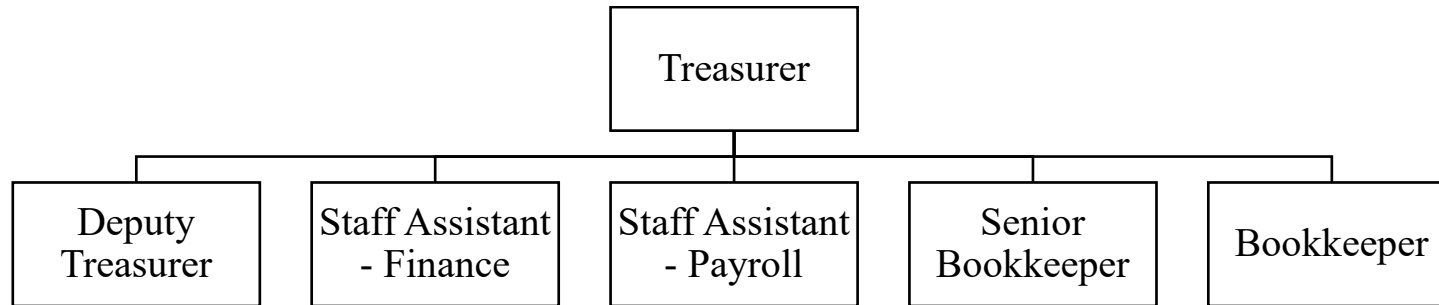 Treasurer
Deputy
Treasurer
Staff Assistant
- Finance
Staff Assistant
- Payroll
Senior
Bookkeeper
Bookkeeper